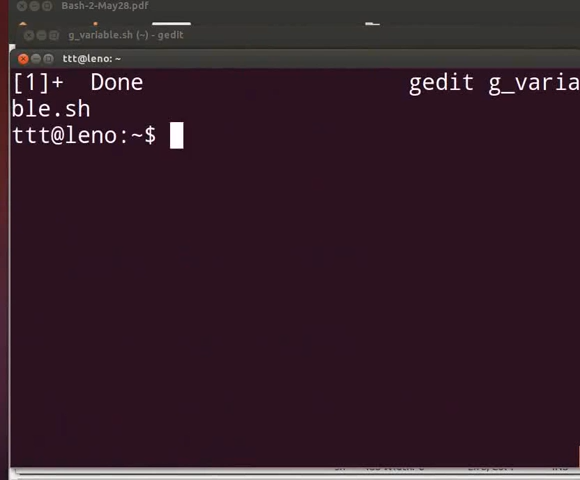 Bash-2-May28.pdf
g_variable.sh (~) - gedit
ttt@leno: ~
[1]+ Done gedit g_varia
ble.sh
ttt@leno:~$